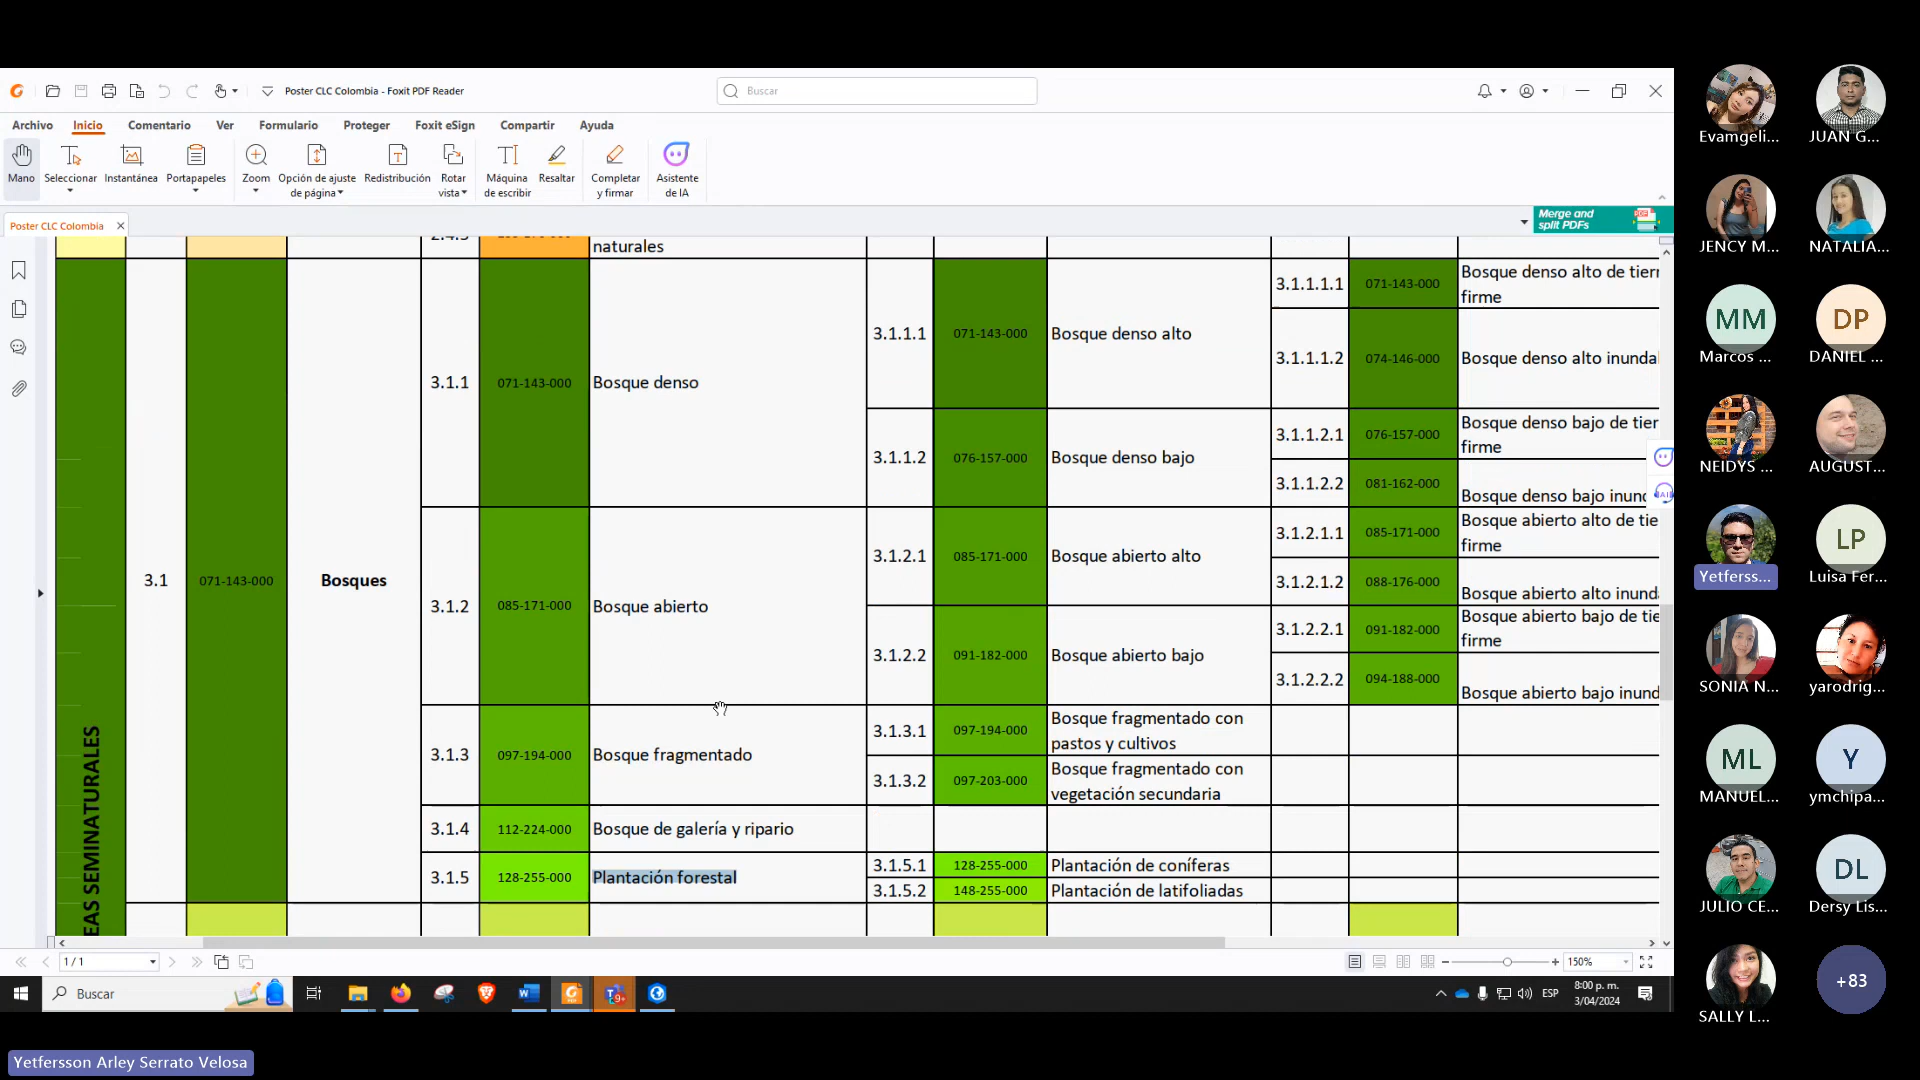 Poster CLC Colombia - Foxit PDF Reader
Buscar
Archivo Inicio Comentario Ver Formulario Proteger Foxit eSign Compartir Ayuda
Mano Seleccionar Instantánea Portapapeles Zoom Opción de ajuste de página Redistribución Rotar vista Máquina de escribir Resaltar Completar y firmar Asistente de IA
Poster CLC Colombia
Merge and
split PDFs
naturales
EAS SEMINATURALES
3.1 071-143-000 Bosques
3.1.1 071-143-000 Bosque denso
3.1.1.1 071-143-000 Bosque denso alto
3.1.1.1.1 071-143-000 Bosque denso alto de tierr
firme
3.1.1.1.2 074-146-000 Bosque denso alto inunda
3.1.1.2 076-157-000 Bosque denso bajo
3.1.1.2.1 076-157-000 Bosque denso bajo de tier
firme
3.1.1.2.2 081-162-000 Bosque denso bajo inun
3.1.2 085-171-000 Bosque abierto
3.1.2.1 085-171-000 Bosque abierto alto
3.1.2.1.1 085-171-000 Bosque abierto alto de tie
firme
3.1.2.1.2 088-176-000 Bosque abierto alto inund
3.1.2.2 091-182-000 Bosque abierto bajo
3.1.2.2.1 091-182-000 Bosque abierto bajo de tie
firme
3.1.2.2.2 094-188-000 Bosque abierto bajo inund
3.1.3 097-194-000 Bosque fragmentado
3.1.3.1 097-194-000 Bosque fragmentado con
pastos y cultivos
3.1.3.2 097-203-000 Bosque fragmentado con
vegetación secundaria
3.1.4 112-224-000 Bosque de galería y ripario
3.1.5 128-255-000 Plantación forestal
3.1.5.1 128-255-000 Plantación de coníferas
3.1.5.2 148-255-000 Plantación de latifoliadas
1 / 1
150%
Buscar
ESP
8:00 p. m.
3/04/2024
Evamgeli... JUAN G...
JENCY M... NATALIA...
MM DP
Marcos ... DANIEL ...
NEIDYS ... AUGUST...
LP
Yetferss... Luisa Fer...
SONIA N... yarodrig...
ML Y
MANUEL... ymchipa...
DL
JULIO CE... Dersy Lis...
+83
SALLY L...
Yetfersson Arley Serrato Velosa